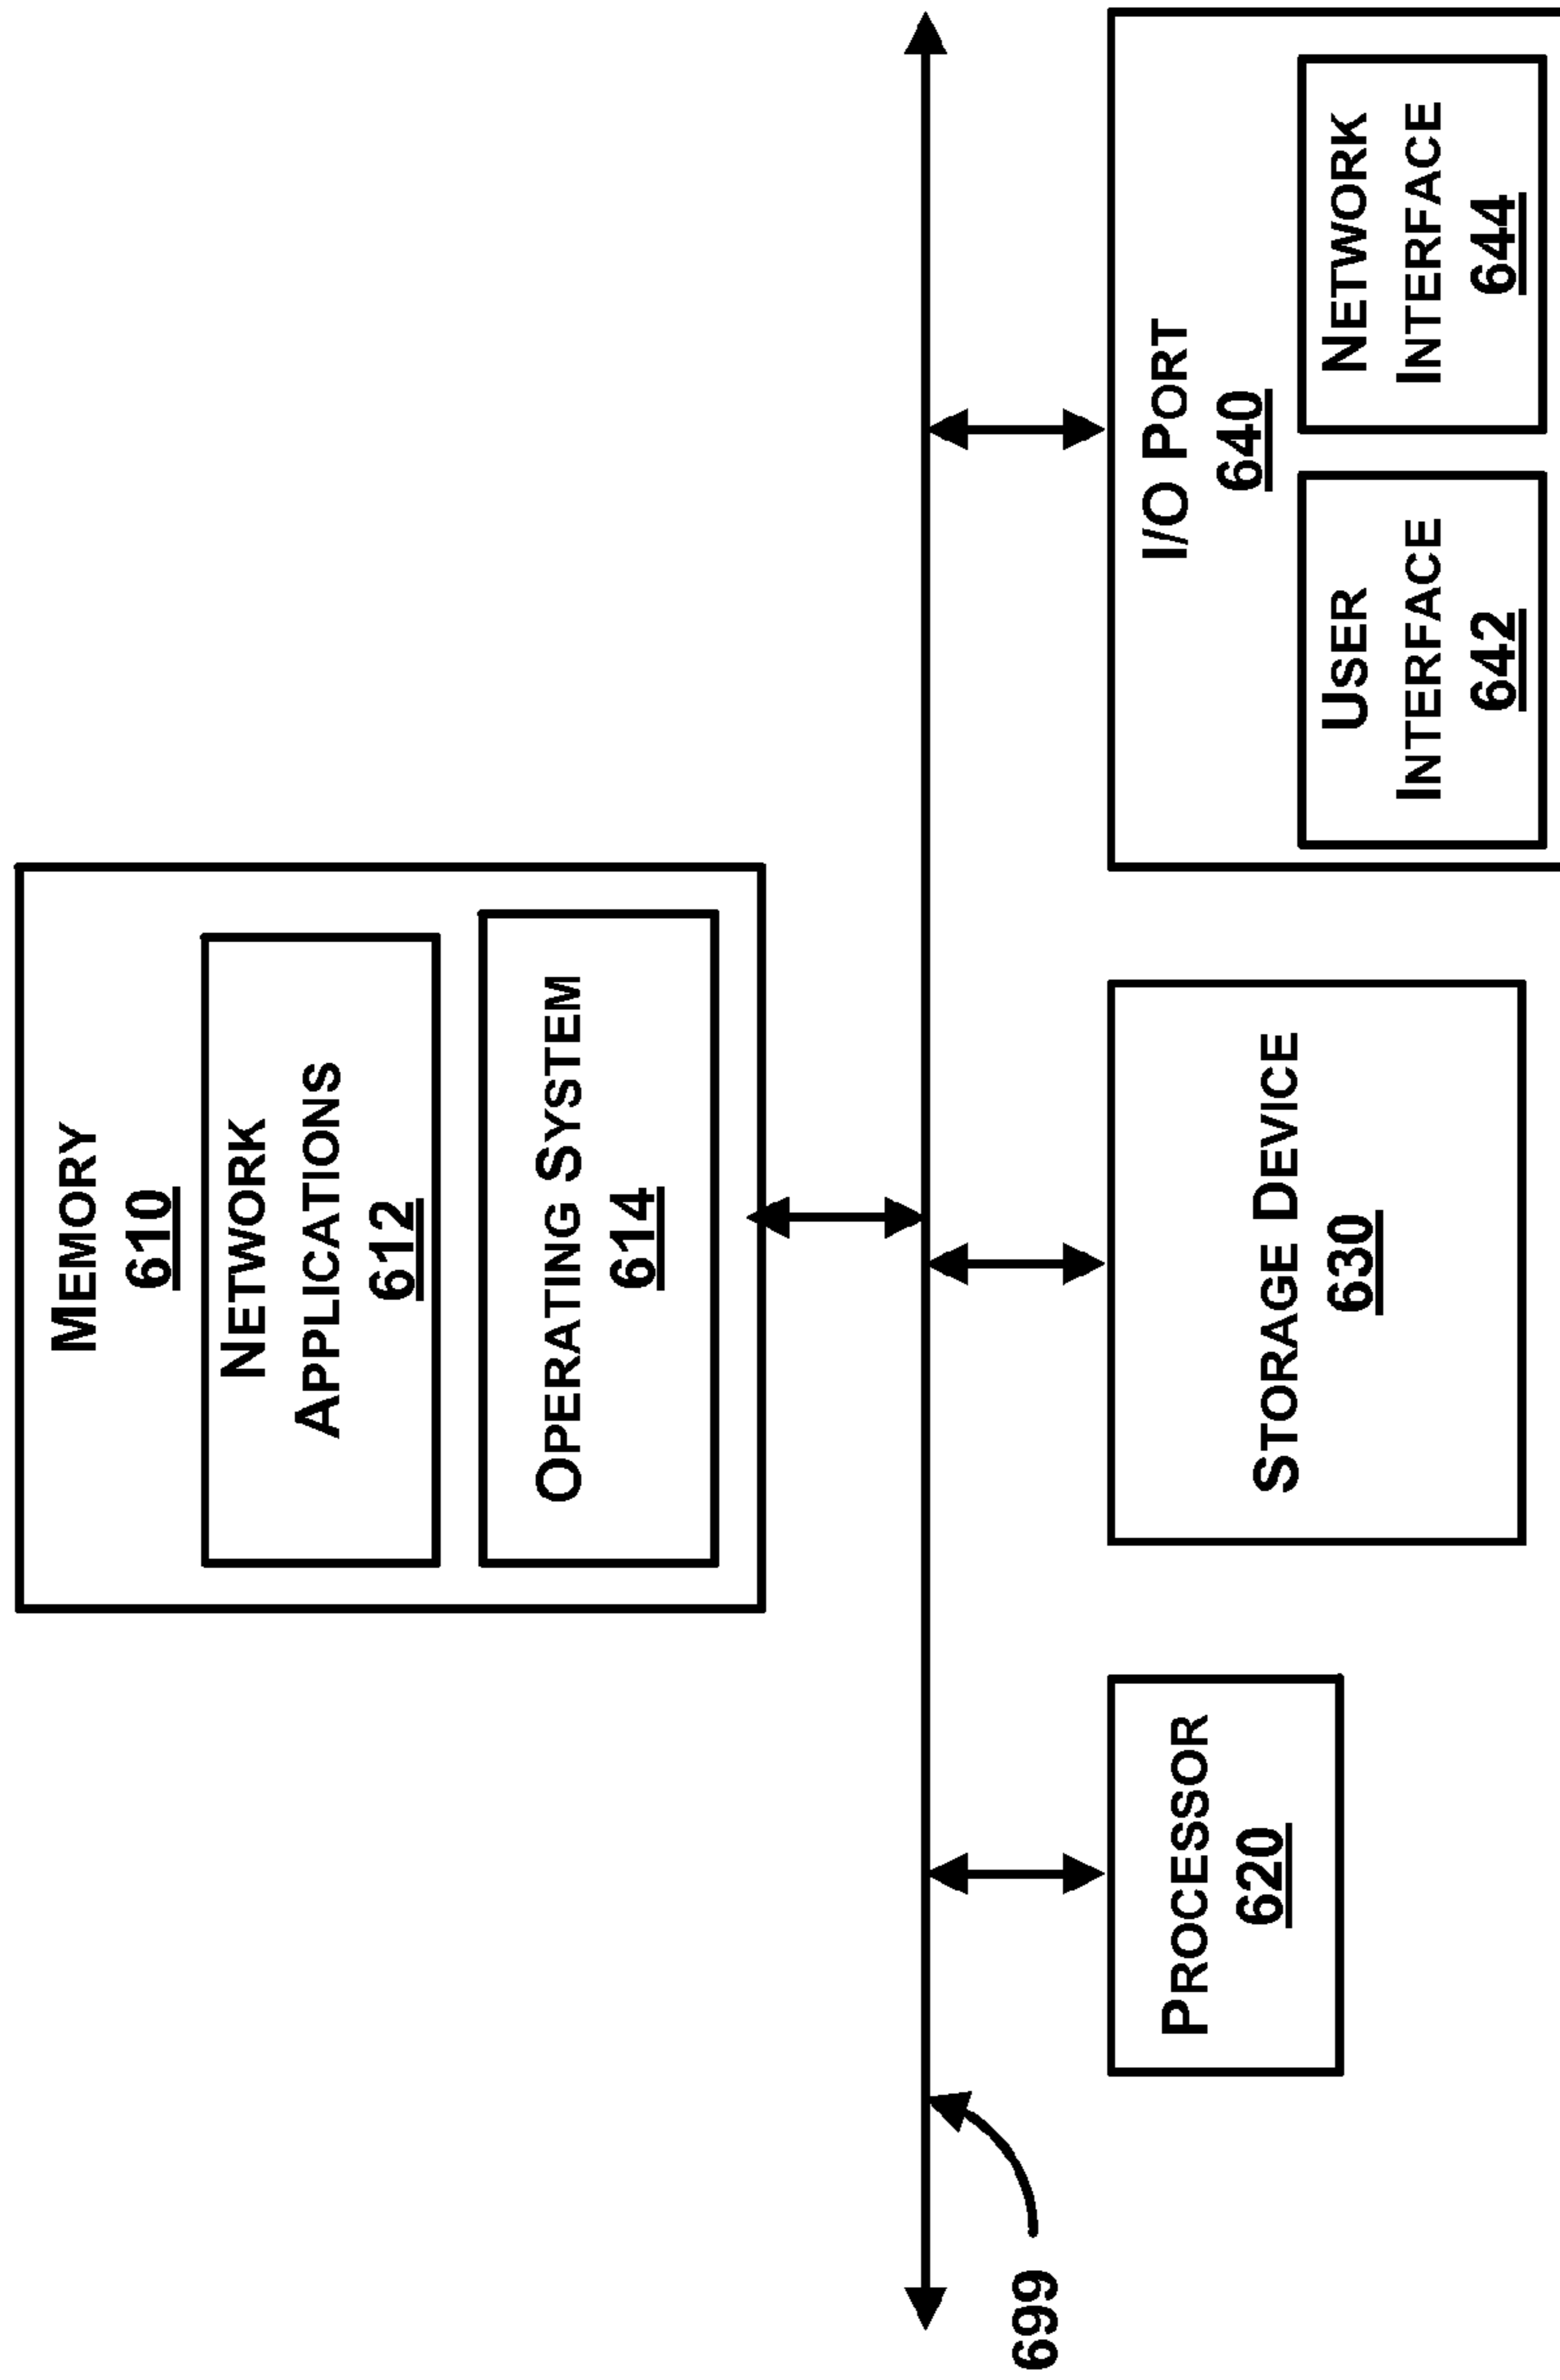 MEMORY
610
NETWORK
APPLICATIONS
612
OPERATING SYSTEM
614
699
PROCESSOR
620
STORAGE DEVICE
630
I/O PORT
640
USER
INTERFACE
642
NETWORK
INTERFACE
644